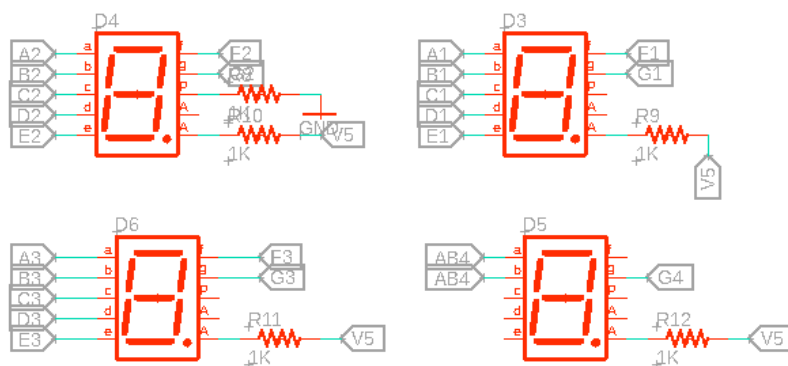 D4
A2 a f F2
B2 b g G2
C2 c P
D2 d A 1K R10 GND
E2 e A V5
1K
D3
A1 a f F1
B1 b g G1
C1 c P
D1 d A R9
E1 e A
1K V5
D6
A3 a f F3
B3 b g G3
C3 c P
D3 d A R11
E3 e A V5
1K
D5
AB4 a f
AB4 b g G4
c P
d A R12
e A V5
1K